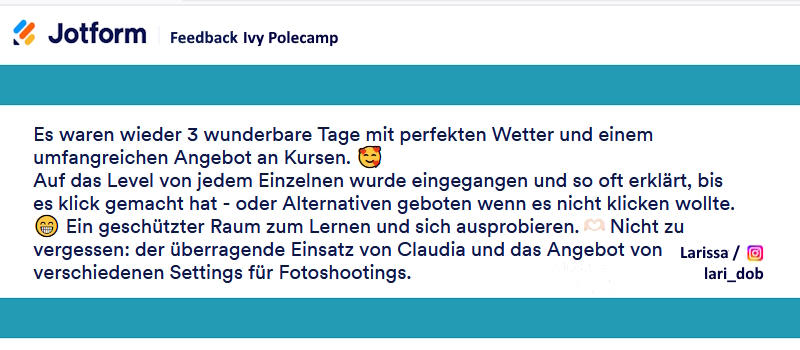 Jotform Feedback Ivy Polecamp
Es waren wieder 3 wunderbare Tage mit perfekten Wetter und einem
umfangreichen Angebot an Kursen. 🥰
Auf das Level von jedem Einzelnen wurde eingegangen und so oft erklärt, bis
es klick gemacht hat - oder Alternativen geboten wenn es nicht klicken wollte.
😁 Ein geschützter Raum zum Lernen und sich ausprobieren. 🫶🏻 Nicht zu
vergessen: der überragende Einsatz von Claudia und das Angebot von
verschiedenen Settings für Fotoshootings.
Larissa /
lari_dob